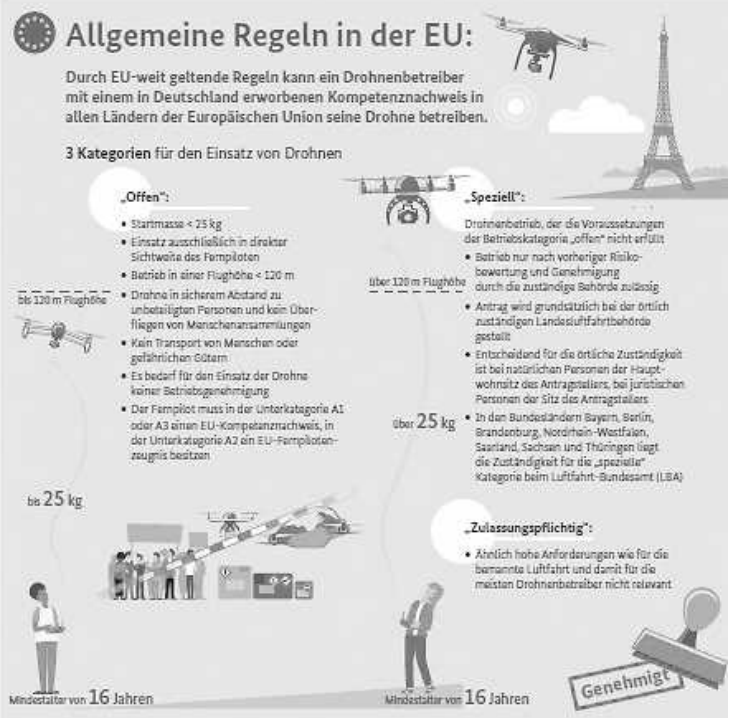 Allgemeine Regeln in der EU:
Durch EU-weit geltende Regeln kann ein Drohnenbetreiber
mit einem in Deutschland erworbenen Kompetenznachweis in
allen Ländern der Europäischen Union seine Drohne betreiben.
3 Kategorien für den Einsatz von Drohnen
„Offen":
• Startmasse < 25 kg
• Einsatz ausschließlich in direkter
Sichtweite des Fernpiloten
• Betrieb in einer Flughöhe < 120 m
• Drohne in sicherem Abstand zu
unbeteiligten Personen und kein Über-
fliegen von Menschenansammlungen
• Kein Transport von Menschen oder
gefährlichen Gütern
• Es bedarf für den Einsatz der Drohne
keiner Betriebsgenehmigung
• Der Fernpilot muss in der Unterkategorie A1
oder A3 einen EU-Kompetenznachweis, in
der Unterkategorie A2 ein EU-Fernpiloten-
zeugnis besitzen
bis 120 m Flughöhe
bis 25 kg
Mindestalter von 16 Jahren
„Speziell":
Drohnenbetrieb, der die Voraussetzungen
der Betriebskategorie „offen" nicht erfüllt
• Betrieb nur nach vorheriger Risiko-
bewertung und Genehmigung
durch die zuständige Behörde zulässig
• Antrag wird grundsätzlich bei der örtlich
zuständigen Landesluftfahrtbehörde
gestellt
• Entscheidend für die örtliche Zuständigkeit
ist bei natürlichen Personen der Haupt-
wohnsitz des Antragstellers, bei juristischen
Personen der Sitz des Antragstellers
• In den Bundesländern Bayern, Berlin,
Brandenburg, Nordrhein-Westfalen,
Saarland, Sachsen und Thüringen liegt
die Zuständigkeit für die „spezielle"
Kategorie beim Luftfahrt-Bundesamt (LBA)
über 120 m Flughöhe
über 25 kg
„Zulassungspflichtig":
• Ähnlich hohe Anforderungen wie für die
bemannte Luftfahrt und damit für die
meisten Drohnenbetreiber nicht relevant
Mindestalter von 16 Jahren
Genehmigt